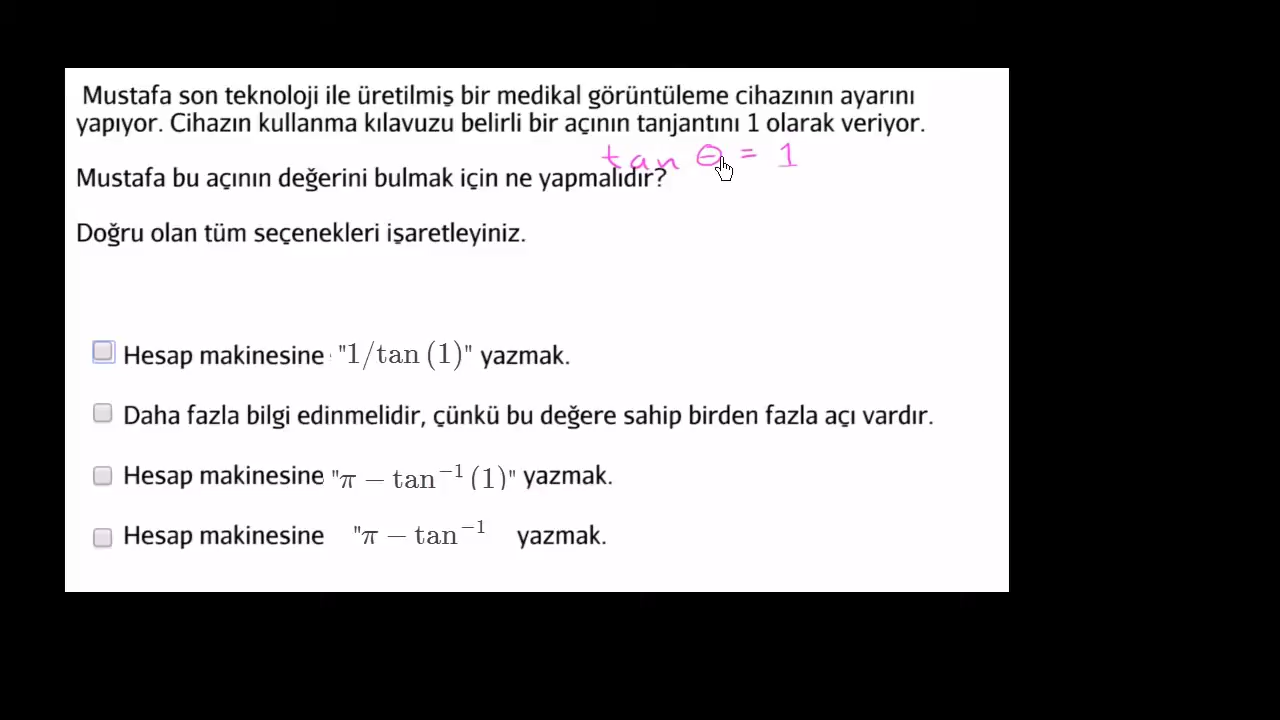 Mustafa son teknoloji ile üretilmiş bir medikal görüntüleme cihazının ayarını
yapıyor. Cihazın kullanma kılavuzu belirli bir açının tanjantını 1 olarak veriyor.
tan Θ = 1
Mustafa bu açının değerini bulmak için ne yapmalıdır?
Doğru olan tüm seçenekleri işaretleyiniz.
Hesap makinesine "1/tan (1)" yazmak.
Daha fazla bilgi edinmelidir, çünkü bu değere sahip birden fazla açı vardır.
Hesap makinesine "π − tan⁻¹ (1)" yazmak.
Hesap makinesine "π − tan⁻¹ yazmak.